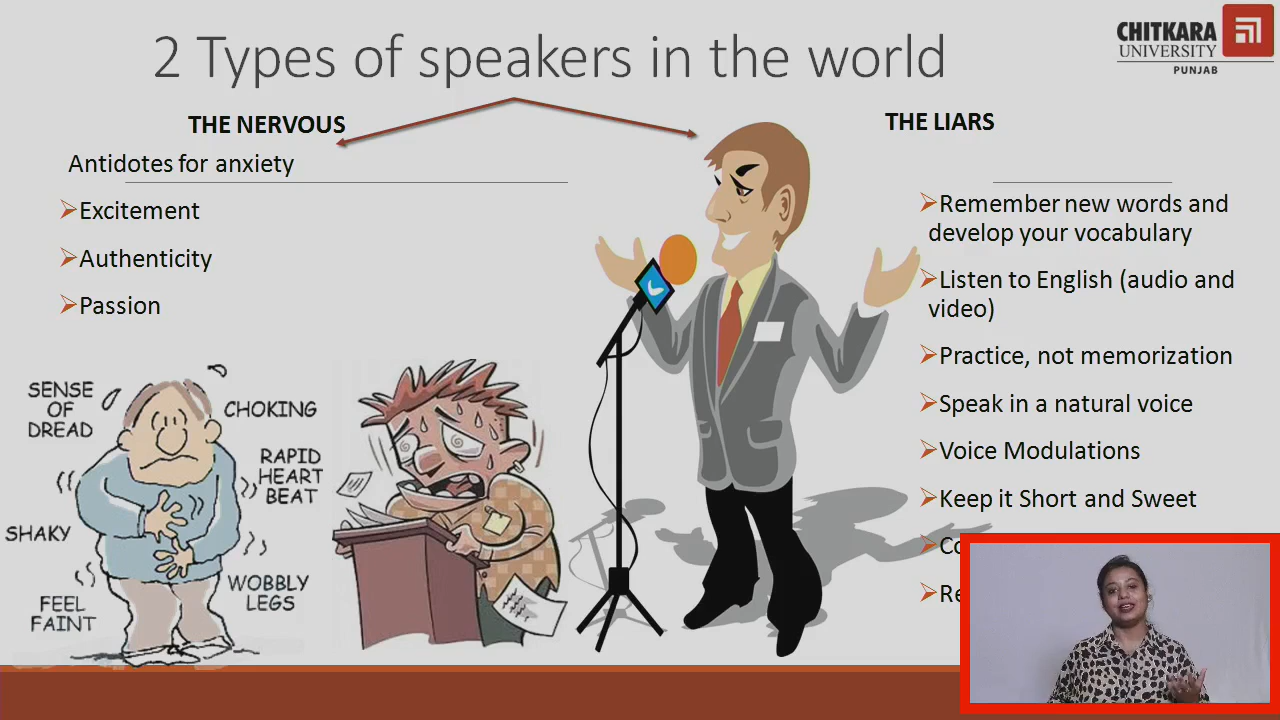 2 Types of speakers in the world
CHITKARA
UNIVERSITY
PUNJAB
THE NERVOUS
Antidotes for anxiety
Excitement
Authenticity
Passion
SENSE
OF
DREAD
CHOKING
RAPID
HEART
BEAT
SHAKY
WOBBLY
LEGS
FEEL
FAINT
THE LIARS
Remember new words and
develop your vocabulary
Listen to English (audio and
video)
Practice, not memorization
Speak in a natural voice
Voice Modulations
Keep it Short and Sweet